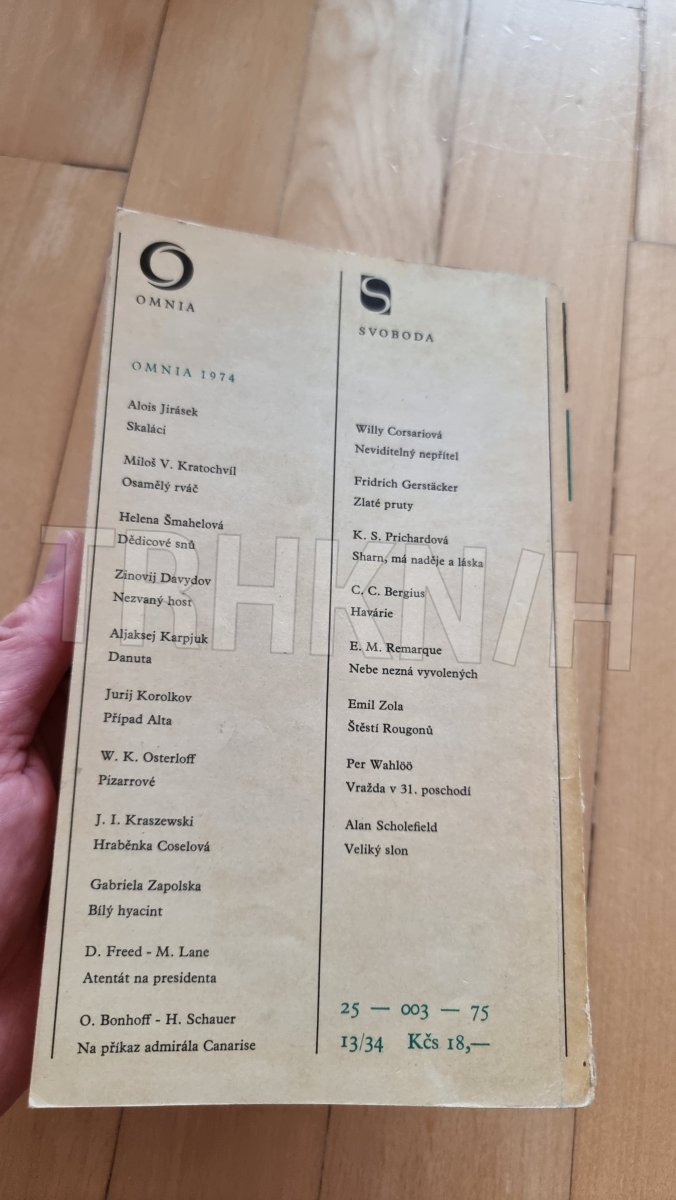 OMNIA
OMNIA 1974
Alois Jirásek
Skaláci
Miloš V. Kratochvíl
Osamělý rváč
Helena Šmahelová
Dědicové snů
Zinovij Davydov
Nezvaný host
Aljaksej Karpjuk
Danuta
Jurij Korolkov
Případ Alta
W. K. Osterloff
Pizarrové
J. I. Kraszewski
Hraběnka Coselová
Gabriela Zapolska
Bílý hyacint
D. Freed - M. Lane
Atentát na presidenta
O. Bonhoff - H. Schauer
Na příkaz admirála Canarise
S
SVOBODA
Willy Corsariová
Neviditelný nepřítel
Fridrich Gerstäcker
Zlaté pruty
K. S. Prichardová
Sharn, má naděje a láska
C. C. Bergius
Havárie
E. M. Remarque
Nebe nezná vyvolených
Emil Zola
Štěstí Rougonů
Per Wahlöö
Vražda v 31. poschodí
Alan Scholefield
Veliký slon
25 — 003 — 75
13/34 Kčs 18,—
TRHKN/H